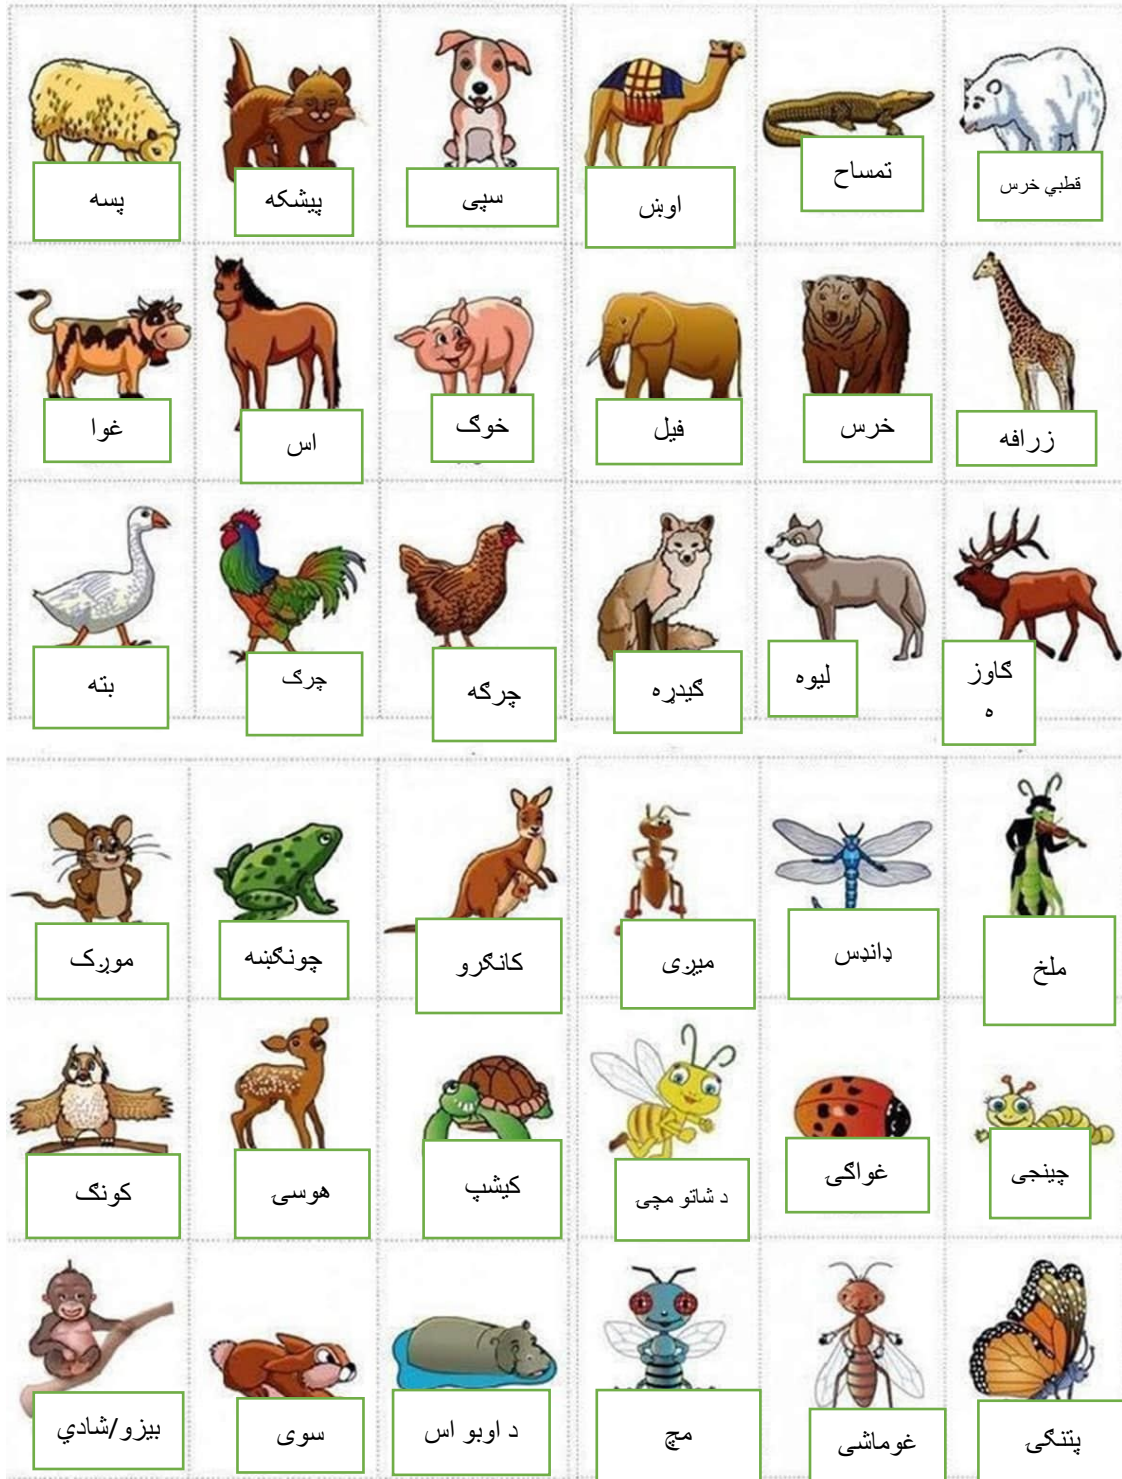 پسه
پیشکه
سپی
اوښ
تمساح
قطبي خرس
غوا
اس
خوګ
فیل
خرس
زرافه
بته
چرګ
چرګه
ګیدړه
لیوه
ګاوز
ه
موږک
چونګښه
کانګرو
میږی
ډانډس
ملخ
کونګ
هوسۍ
کیشپ
د شاتو مچۍ
غواګۍ
چینجی
بیزو/شادي
سوی
د اوبو اس
مچ
غوماشی
پتنګۍ